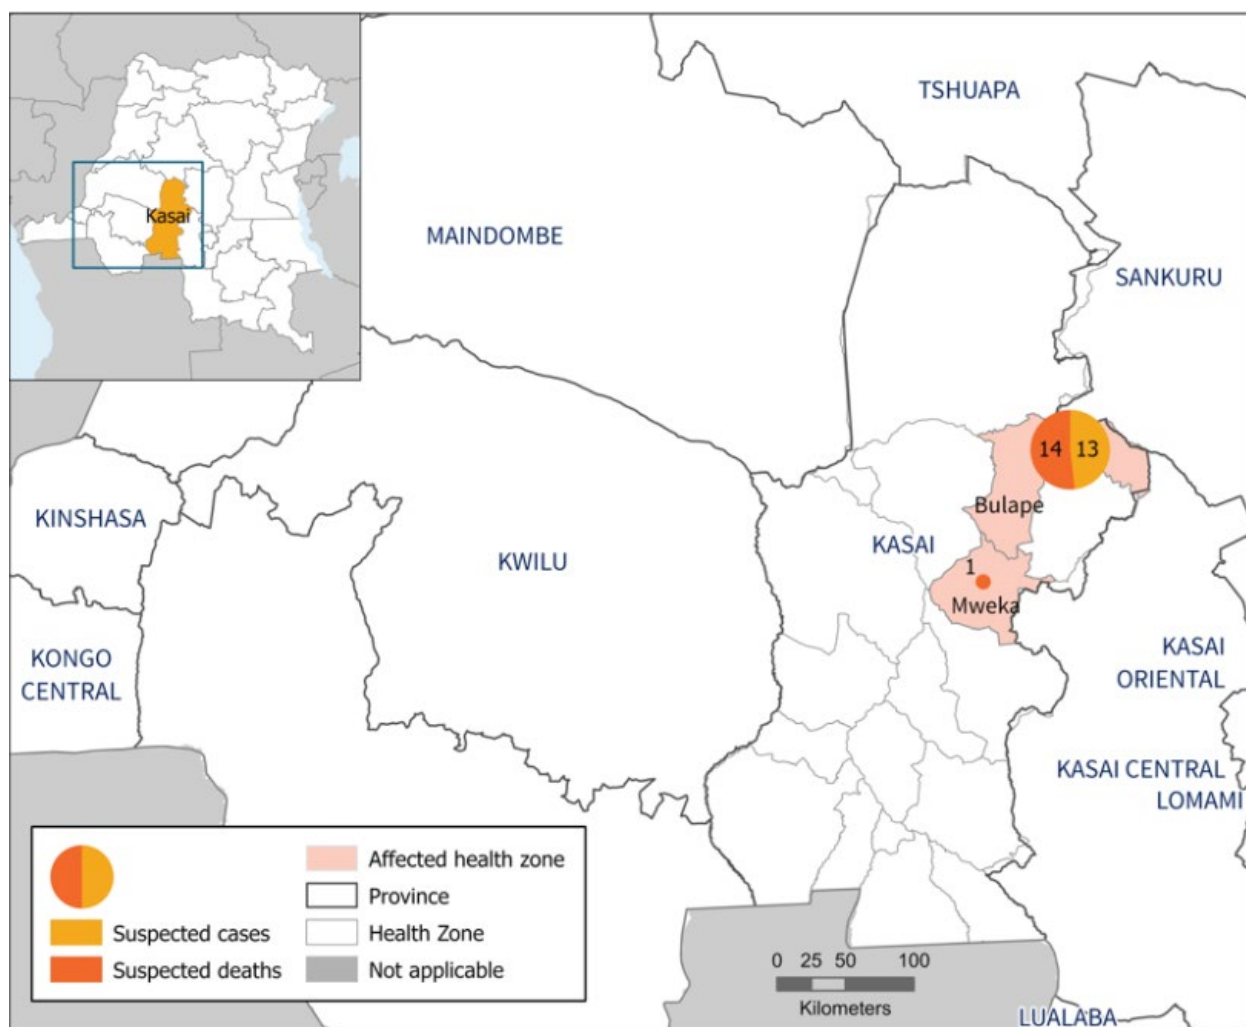 Kasai
TSHUAPA
MAINDOMBE
SANKURU
14 13
Bulape
KINSHASA
KWILU
KASAI
1
Mweka
KONGO
CENTRAL
KASAI
ORIENTAL
KASAI CENTRAL
LOMAMI
Suspected cases
Suspected deaths
Affected health zone
Province
Health Zone
Not applicable
0 25 50 100
Kilometers
LUALABA